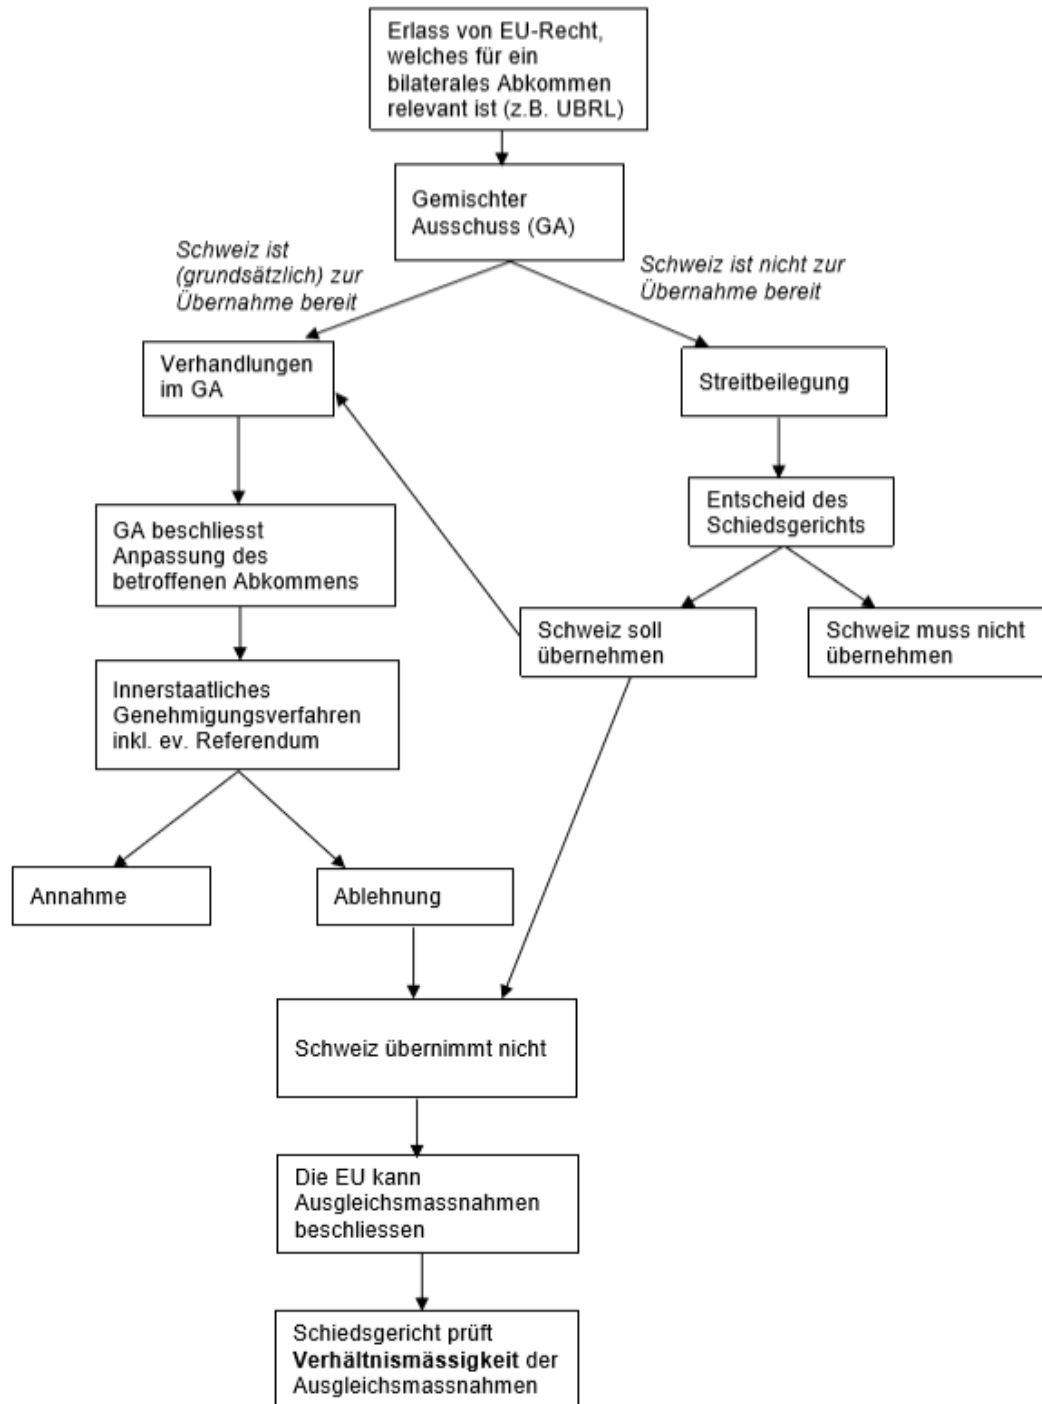 Erlass von EU-Recht,
welches für ein
bilaterales Abkommen
relevant ist (z.B. UBRL)
Gemischter
Ausschuss (GA)
Schweiz ist
(grundsätzlich) zur
Übernahme bereit
Schweiz ist nicht zur
Übernahme bereit
Verhandlungen
im GA
Streitbeilegung
Entscheid des
Schiedsgerichts
GA beschliesst
Anpassung des
betroffenen Abkommens
Schweiz soll
übernehmen
Schweiz muss nicht
übernehmen
Innerstaatliches
Genehmigungsverfahren
inkl. ev. Referendum
Annahme
Ablehnung
Schweiz übernimmt nicht
Die EU kann
Ausgleichsmassnahmen
beschliessen
Schiedsgericht prüft
Verhältnismässigkeit der
Ausgleichsmassnahmen